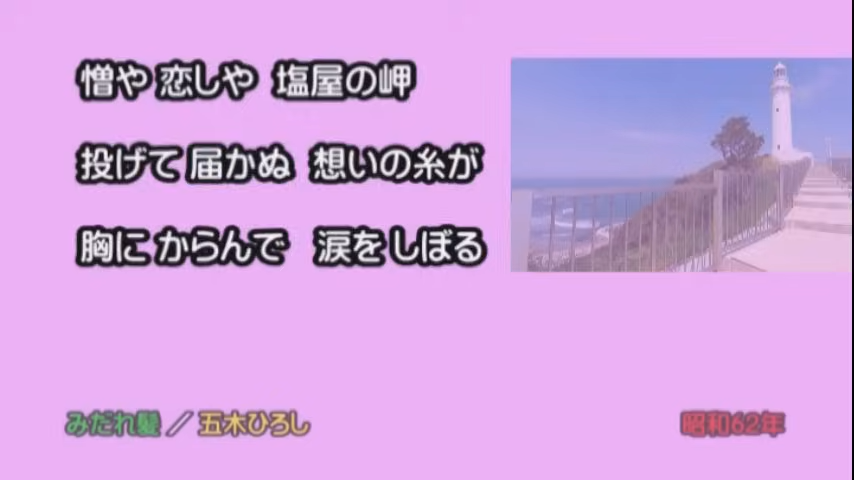 憎や 恋しや 塩屋の岬
投げて 届かぬ 想いの糸が
胸に からんで 涙を しぼる
みだれ髪 ／ 五木ひろし
昭和62年